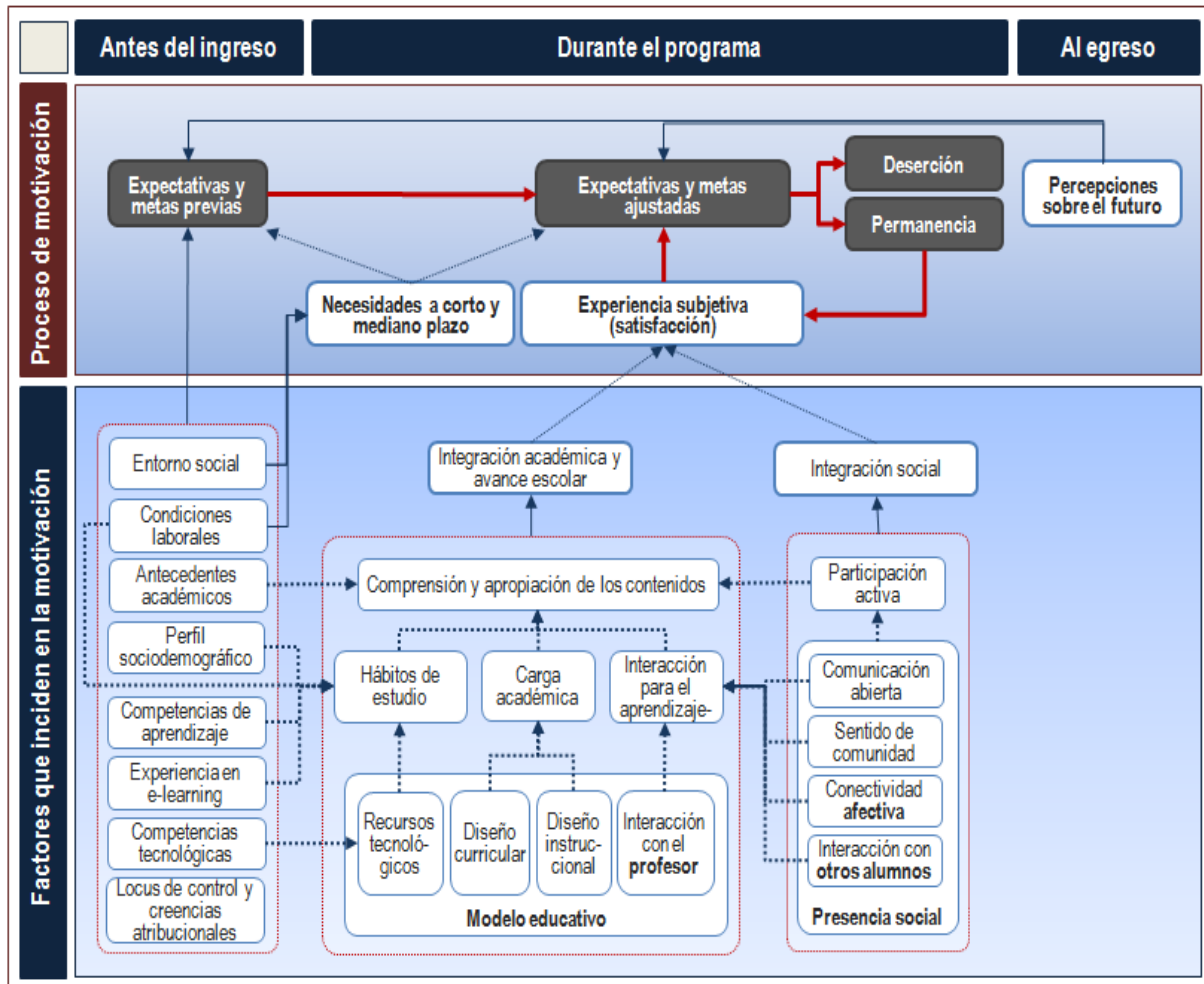 Antes del ingreso
Durante el programa
Al egreso
Proceso de motivación
Expectativas y
metas previas
Expectativas y metas
ajustadas
Deserción
Permanencia
Percepciones
sobre el futuro
Necesidades a corto y
mediano plazo
Experiencia subjetiva
(satisfacción)
Factores que inciden en la motivación
Entorno social
Condiciones
laborales
Antecedentes
académicos
Perfil
sociodemográfico
Competencias de
aprendizaje
Experiencia en
e-learning
Competencias
tecnológicas
Locus de control y
creencias
atribucionales
Integración académica y
avance escolar
Comprensión y apropiación de los contenidos
Hábitos de
estudio
Carga
académica
Interacción
para el
aprendizaje-
Recursos
tecnoló-
gicos
Diseño
curricular
Diseño
instruc-
cional
Interacción
con el
profesor
Modelo educativo
Integración social
Participación
activa
Comunicación
abierta
Sentido de
comunidad
Conectividad
afectiva
Interacción con
otros alumnos
Presencia social